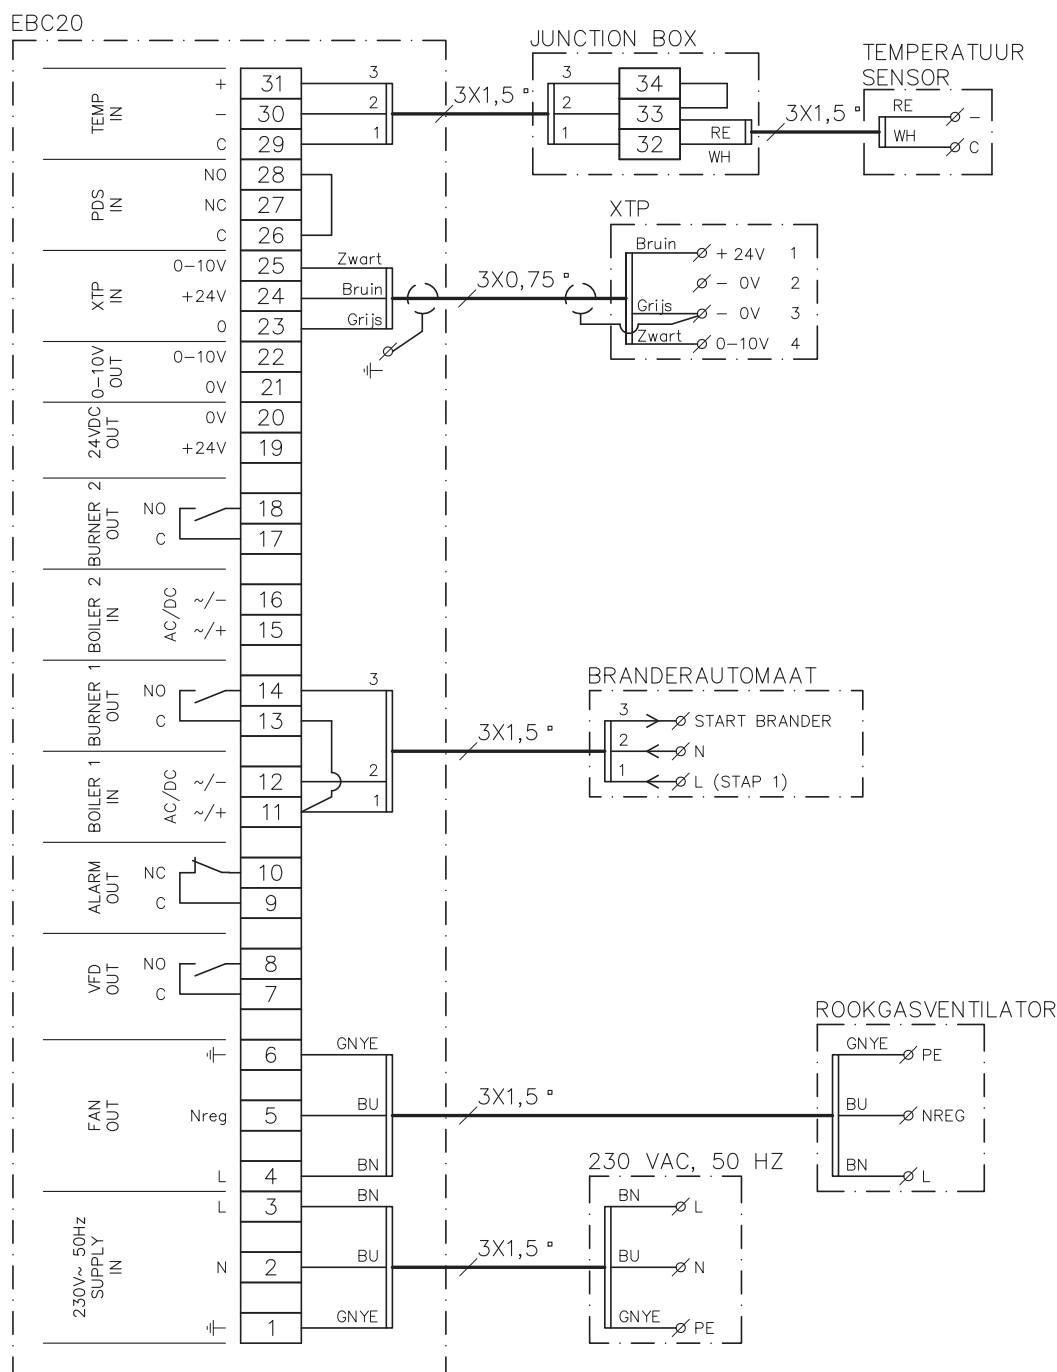 EBC20
JUNCTION BOX
TEMPERATUUR
SENSOR
TEMP
IN
+ 31 3
- 30 2
C 29 1
3X1,5 ▫
3 34
2 33
1 32
RE
WH
3X1,5 ▫
RE -
WH C
PDS
IN
NO 28
NC 27
C 26
XTP
IN
0-10V 25 Zwart
+24V 24 Bruin
0 23 Grijs
3X0,75 ▫
XTP
Bruin + 24V 1
- 0V 2
Grijs - 0V 3
Zwart 0-10V 4
0-10V
OUT
0-10V 22
0V 21
24VDC
OUT
0V 20
+24V 19
BURNER 2
OUT
NO 18
C 17
BOILER 2
IN
AC/DC
~/- 16
~/+ 15
BURNER 1
OUT
NO 14 3
C 13
BOILER 1
IN
AC/DC
~/- 12 2
~/+ 11 1
3X1,5 ▫
BRANDERAUTOMAAT
3 START BRANDER
2 N
1 L (STAP 1)
ALARM
OUT
NC 10
C 9
VFD
OUT
NO 8
C 7
FAN
OUT
6 GNYE
Nreg 5 BU
L 4 BN
3X1,5 ▫
ROOKGASVENTILATOR
GNYE PE
BU NREG
BN L
230V~ 50Hz
SUPPLY
IN
L 3 BN
N 2 BU
1 GNYE
3X1,5 ▫
230 VAC, 50 HZ
BN L
BU N
GNYE PE